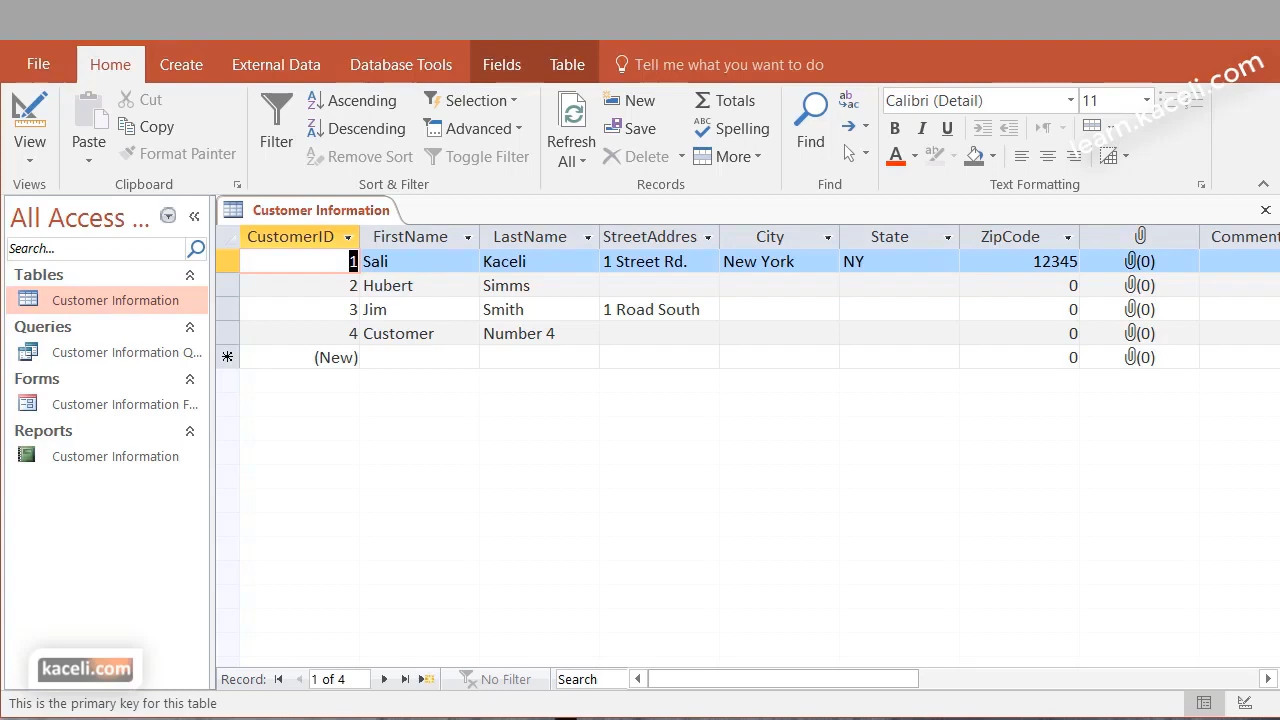 File Home Create External Data Database Tools Fields Table Tell me what you want to do
learn.kaceli.com
View
Views
Paste
Cut
Copy
Format Painter
Clipboard
Filter
Ascending
Descending
Remove Sort
Selection
Advanced
Toggle Filter
Sort & Filter
Refresh
All
New
Save
Delete
Totals
Spelling
More
Records
Find
ab
ac
Find
Calibri (Detail) 11
B I U
A
ab
Text Formatting
All Access ...
Search...
Tables
Customer Information
Queries
Customer Information Q...
Forms
Customer Information F...
Reports
Customer Information
kaceli.com
Customer Information
CustomerID FirstName LastName StreetAddres City State ZipCode Comment
1 Sali Kaceli 1 Street Rd. New York NY 12345 (0)
2 Hubert Simms 0 (0)
3 Jim Smith 1 Road South 0 (0)
4 Customer Number 4 0 (0)
(New) 0 (0)
Record: 1 of 4 No Filter Search
This is the primary key for this table